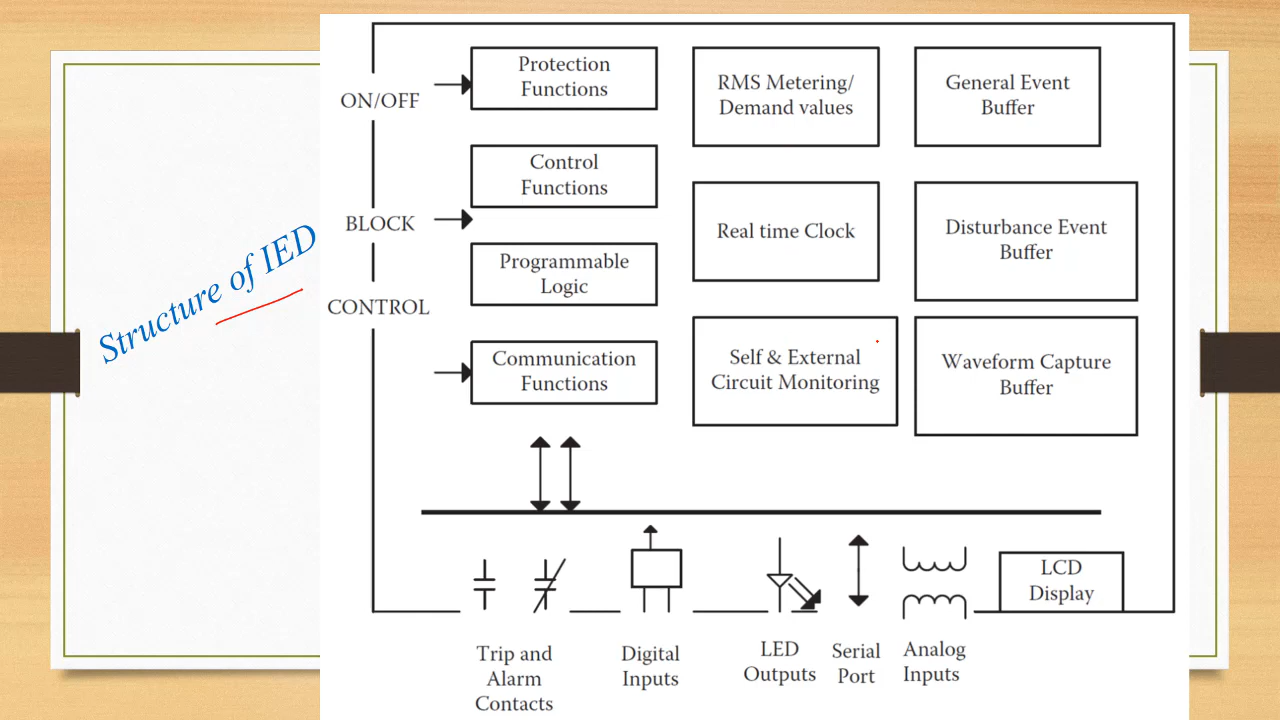 Structure of IED
ON/OFF
BLOCK
CONTROL
Protection
Functions
Control
Functions
Programmable
Logic
Communication
Functions
RMS Metering/
Demand values
Real time Clock
Self & External
Circuit Monitoring
General Event
Buffer
Disturbance Event
Buffer
Waveform Capture
Buffer
LCD
Display
Trip and
Alarm
Contacts
Digital
Inputs
LED
Outputs
Serial
Port
Analog
Inputs